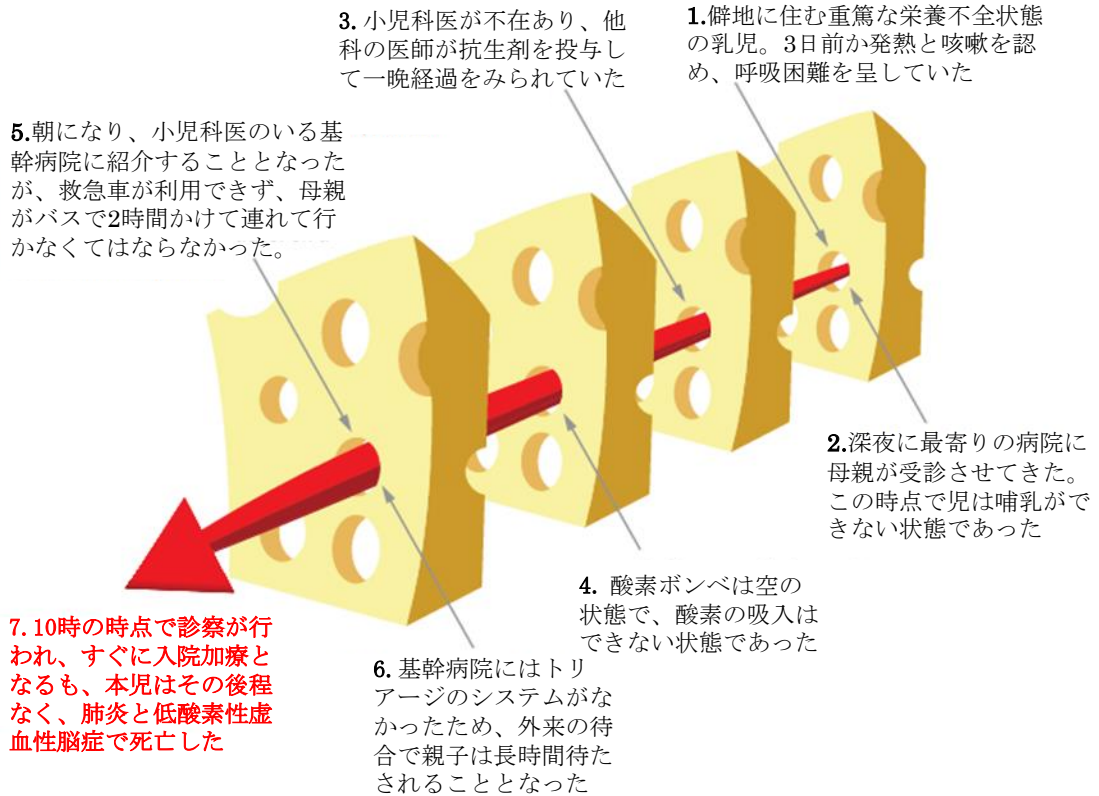 1.僻地に住む重篤な栄養不全状態
の乳児。3日前か発熱と咳嗽を認
め、呼吸困難を呈していた
2.深夜に最寄りの病院に
母親が受診させてきた。
この時点で児は哺乳がで
きない状態であった
3. 小児科医が不在あり、他
科の医師が抗生剤を投与し
て一晩経過をみられていた
4. 酸素ボンベは空の
状態で、酸素の吸入は
できない状態であった
5.朝になり、小児科医のいる基
幹病院に紹介することとなった
が、救急車が利用できず、母親
がバスで2時間かけて連れて行
かなくてはならなかった。
6. 基幹病院にはトリ
アージのシステムがな
かったため、外来の待
合で親子は長時間待た
されることとなった
7. 10時の時点で診察が行
われ、すぐに入院加療と
なるも、本児はその後程
なく、肺炎と低酸素性虚
血性脳症で死亡した